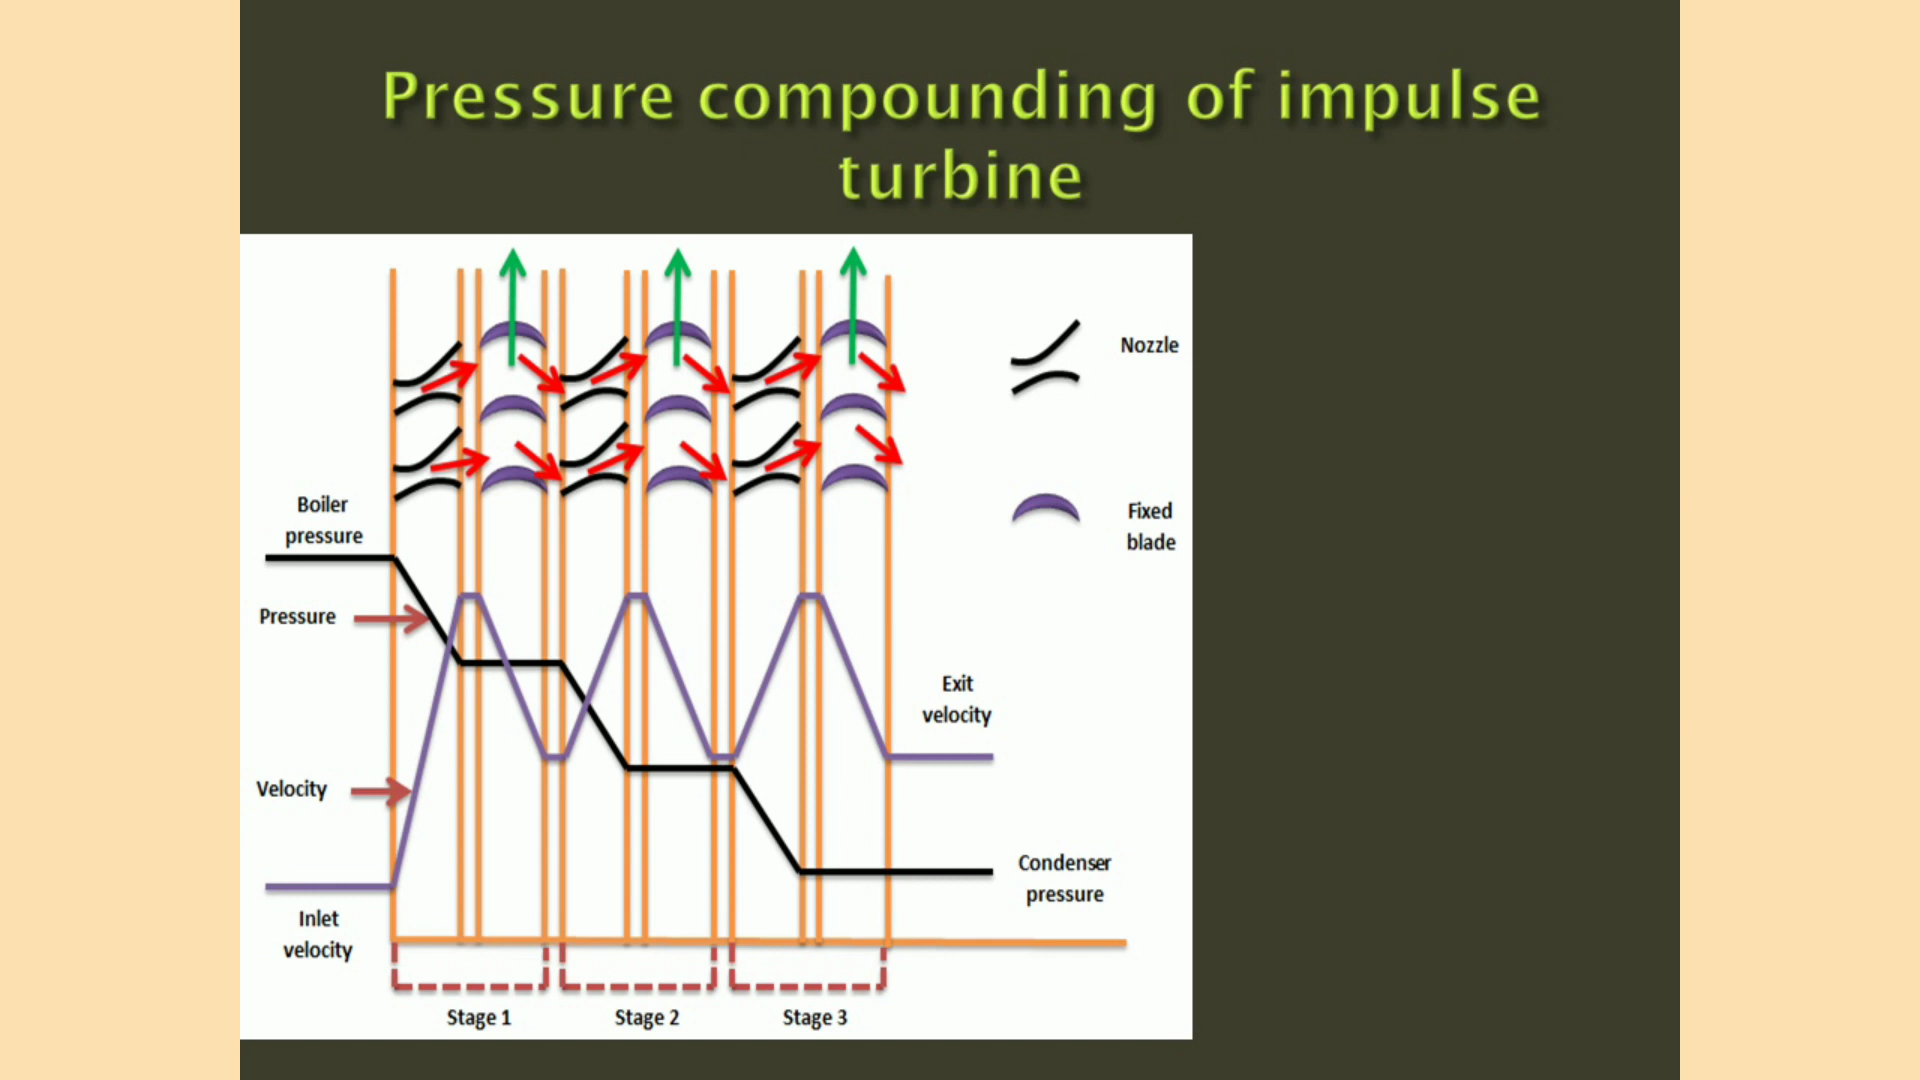 Pressure compounding of impulse
turbine
Nozzle
Boiler
pressure
Fixed
blade
Pressure
Exit
velocity
Velocity
Condenser
pressure
Inlet
velocity
Stage 1
Stage 2
Stage 3